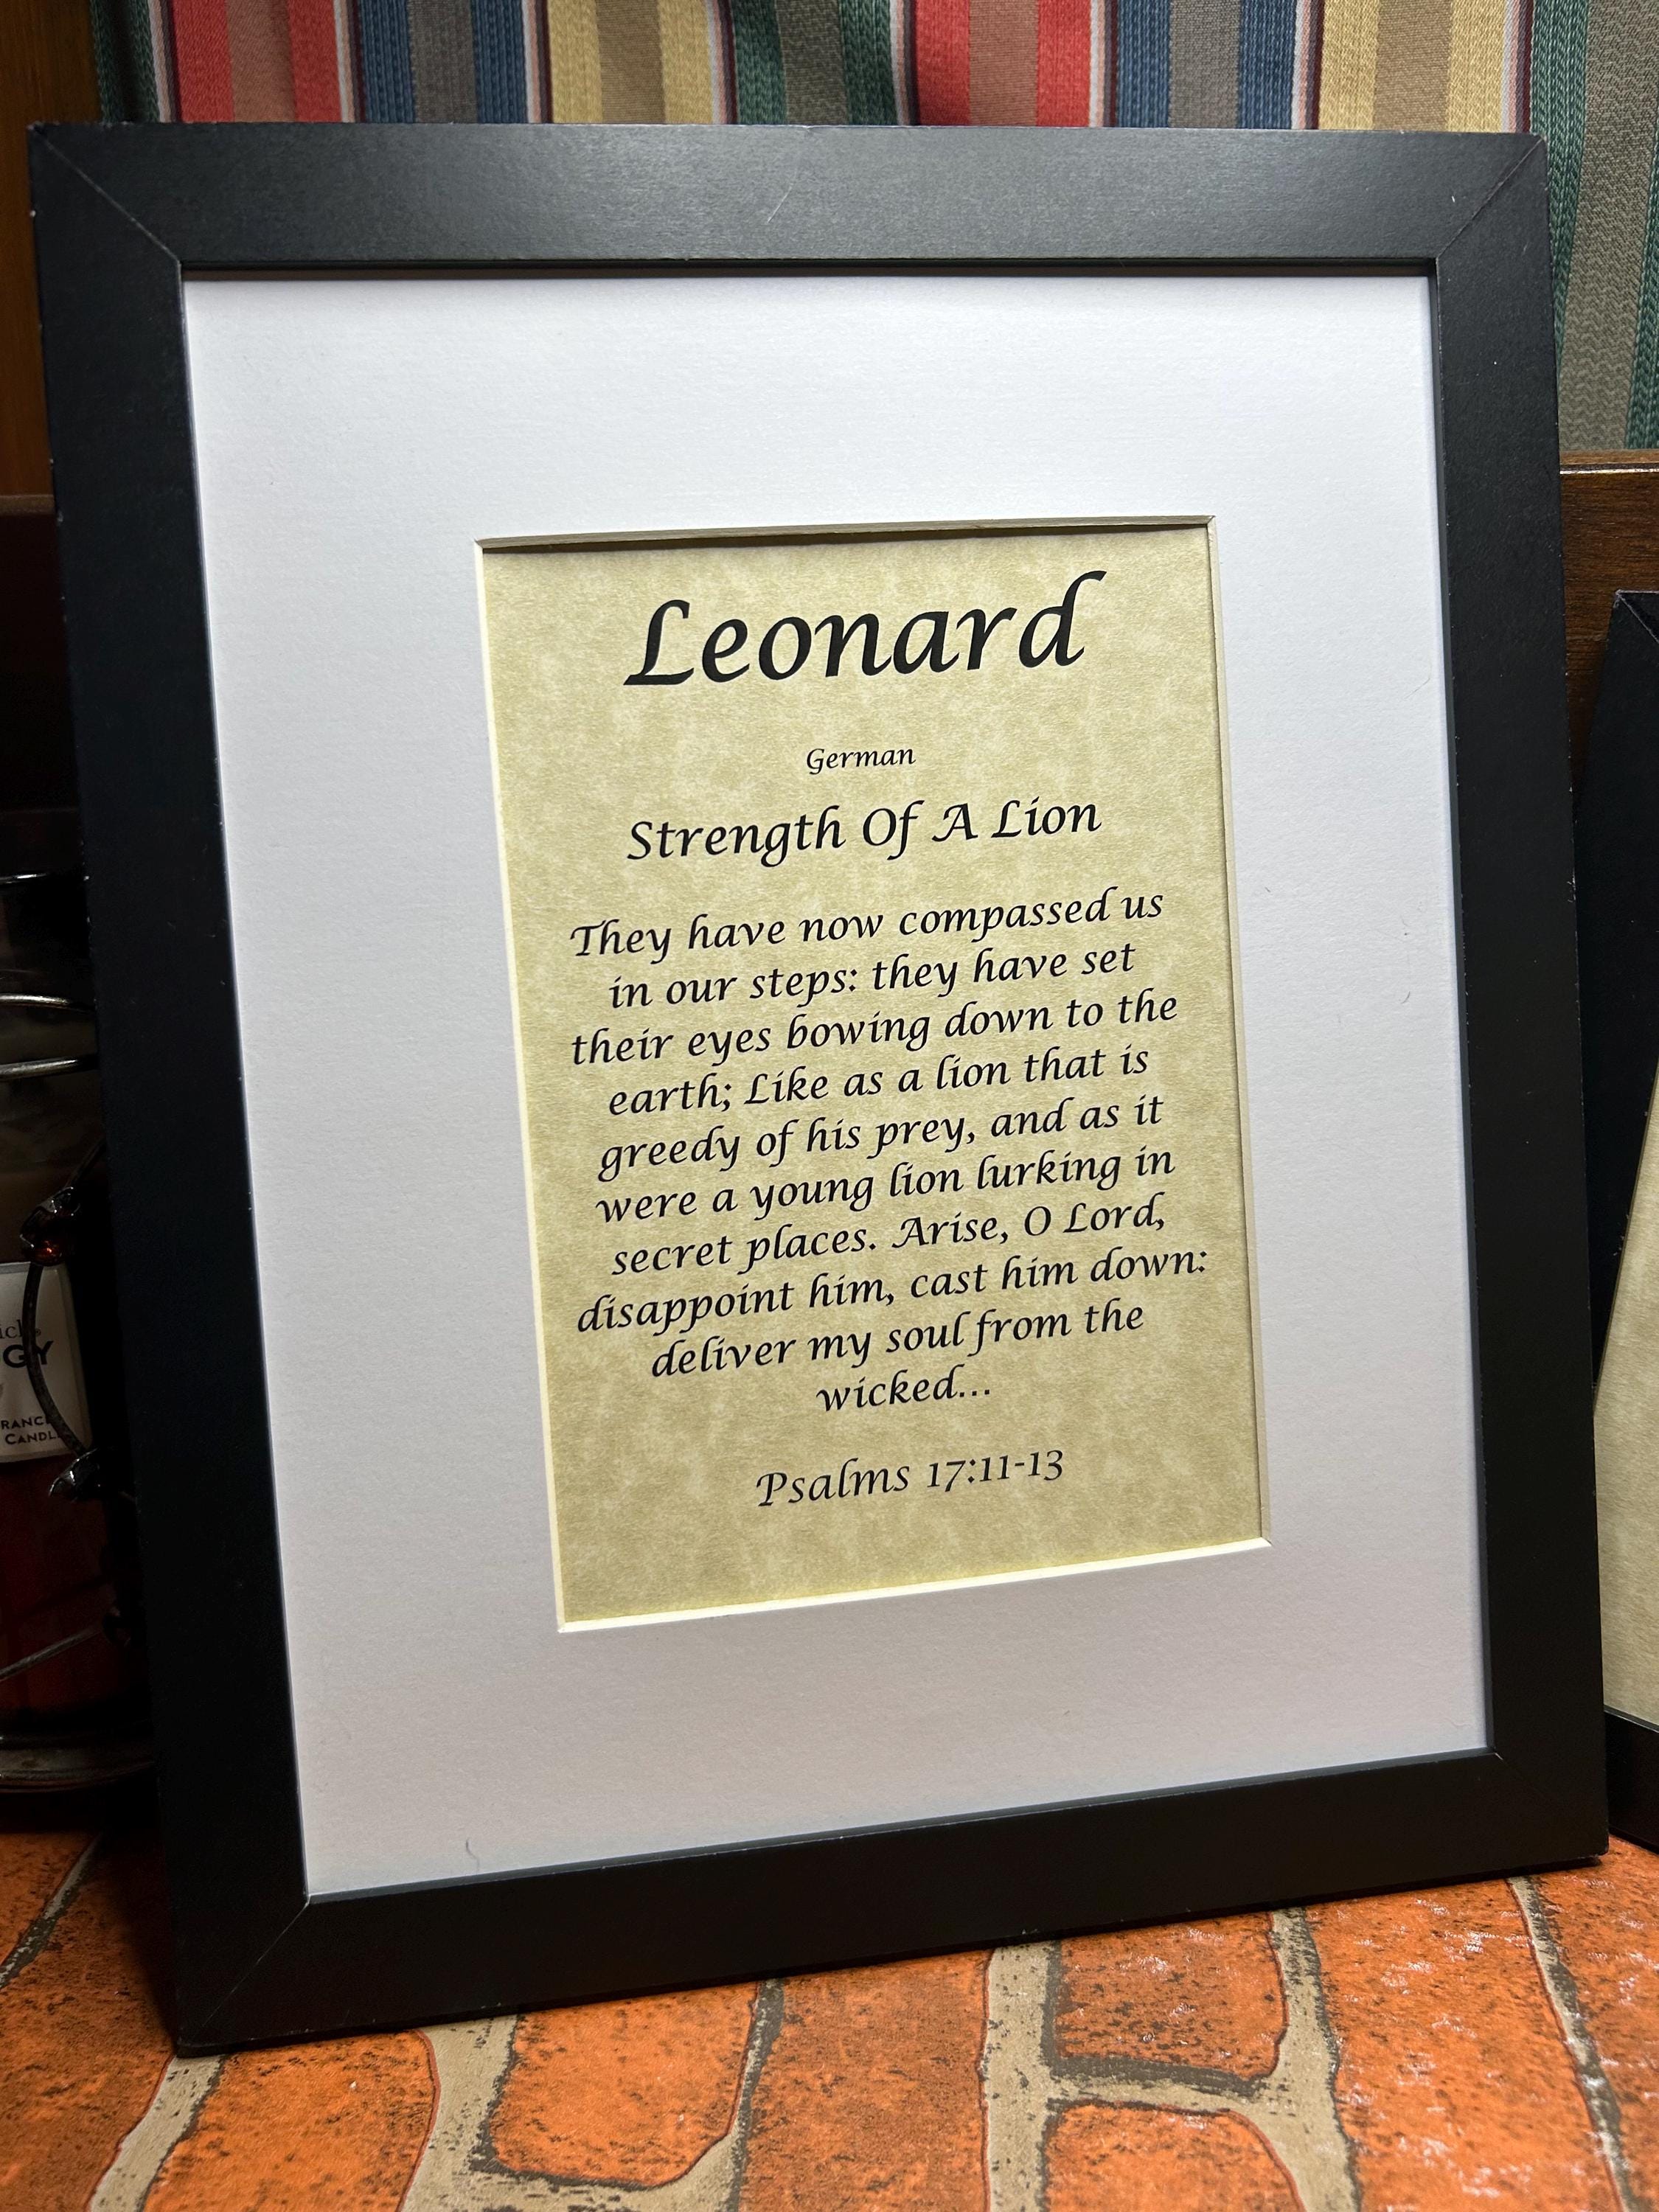 Leonard
German
Strength Of A Lion
They have now compassed us
in our steps: they have set
their eyes bowing down to the
earth; Like as a lion that is
greedy of his prey, and as it
were a young lion lurking in
secret places. Arise, O Lord,
disappoint him, cast him down:
deliver my soul from the
wicked...
Psalms 17:11-13